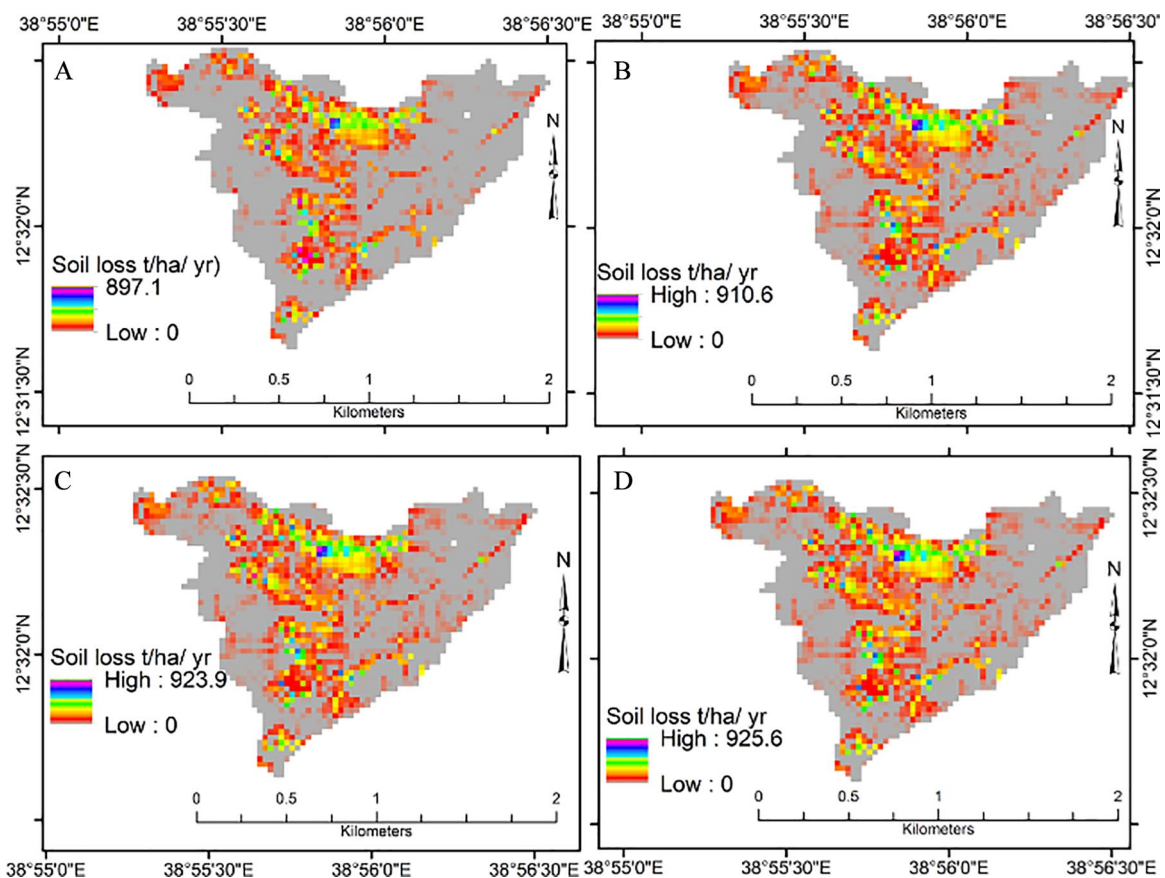 38°55'0"E 38°55'30"E 38°56'0"E 38°56'30"E
38°55'0"E 38°55'30"E 38°56'0"E 38°56'30"E
A
N
12°32'0"N
Soil loss t/ha/ yr)
897.1
Low : 0
0 0.5 1 2
Kilometers
B
N
Soil loss t/ha/ yr
High : 910.6
Low : 0
0 0.5 1 2
Kilometers
12°32'0"N
12°31'30"N
C
12°32'30"N
N
12°32'0"N
Soil loss t/ha/ yr
High : 923.9
Low : 0
0 0.5 1 2
Kilometers
D
12°32'30"N
N
12°32'0"N
Soil loss t/ha/ yr
High : 925.6
Low : 0
0 0.5 1 2
Kilometers
38°55'0"E 38°55'30"E 38°56'0"E 38°56'30"E
38°55'0"E 38°55'30"E 38°56'0"E 38°56'30"E